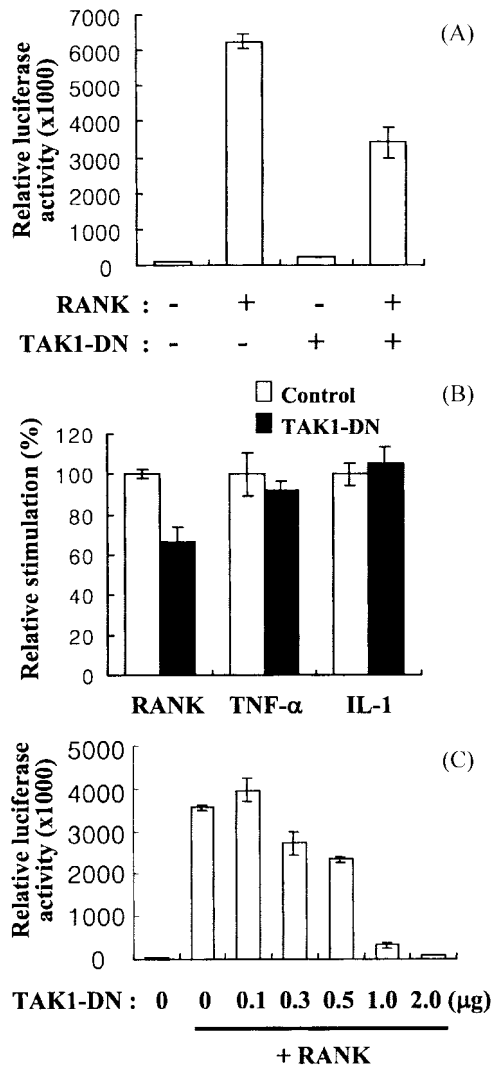 (A)
Relative luciferase
activity (x1000)
7000
6000
5000
4000
3000
2000
1000
0
RANK : - + - +
TAK1-DN : - - + +
(B)
Control
TAK1-DN
Relative stimulation (%)
120
100
80
60
40
20
0
RANK TNF-α IL-1
(C)
Relative luciferase
activity (x1000)
5000
4000
3000
2000
1000
0
TAK1-DN : 0 0 0.1 0.3 0.5 1.0 2.0 (μg)
+ RANK